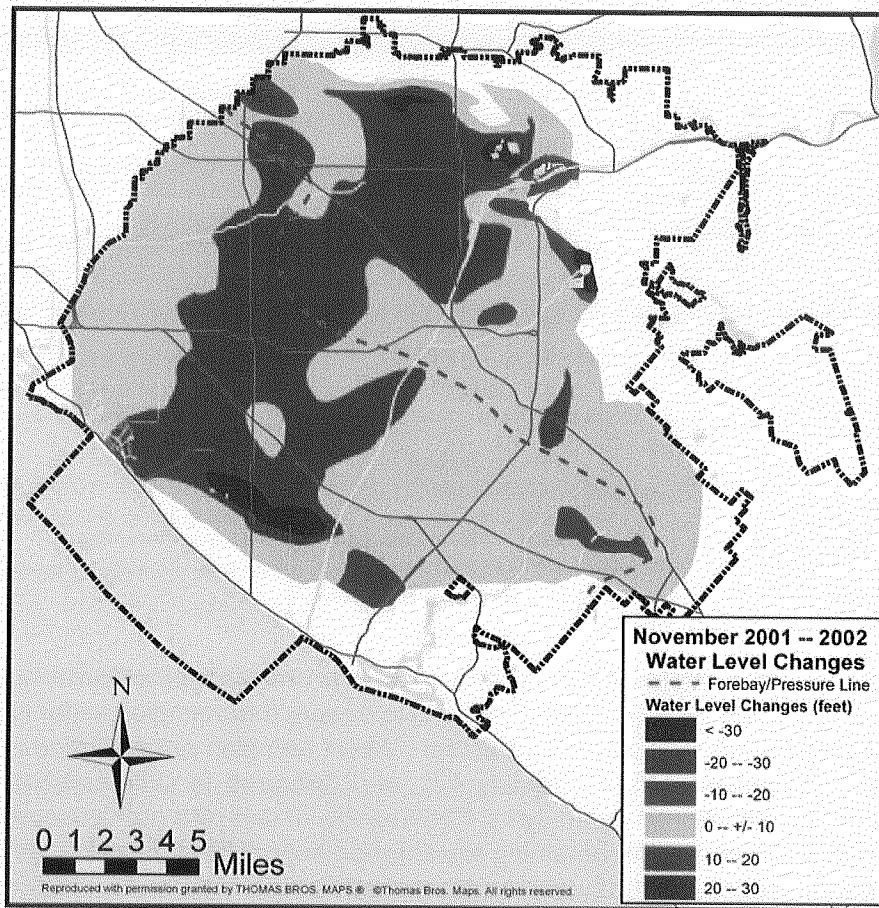 November 2001 -- 2002
Water Level Changes
Forebay/Pressure Line
Water Level Changes (feet)
< -30
-20 -- -30
-10 -- -20
0 -- +/- 10
10 -- 20
20 -- 30
N
0 1 2 3 4 5
Miles
Reproduced with permission granted by THOMAS BROS. MAPS ® ©Thomas Bros. Maps. All rights reserved.